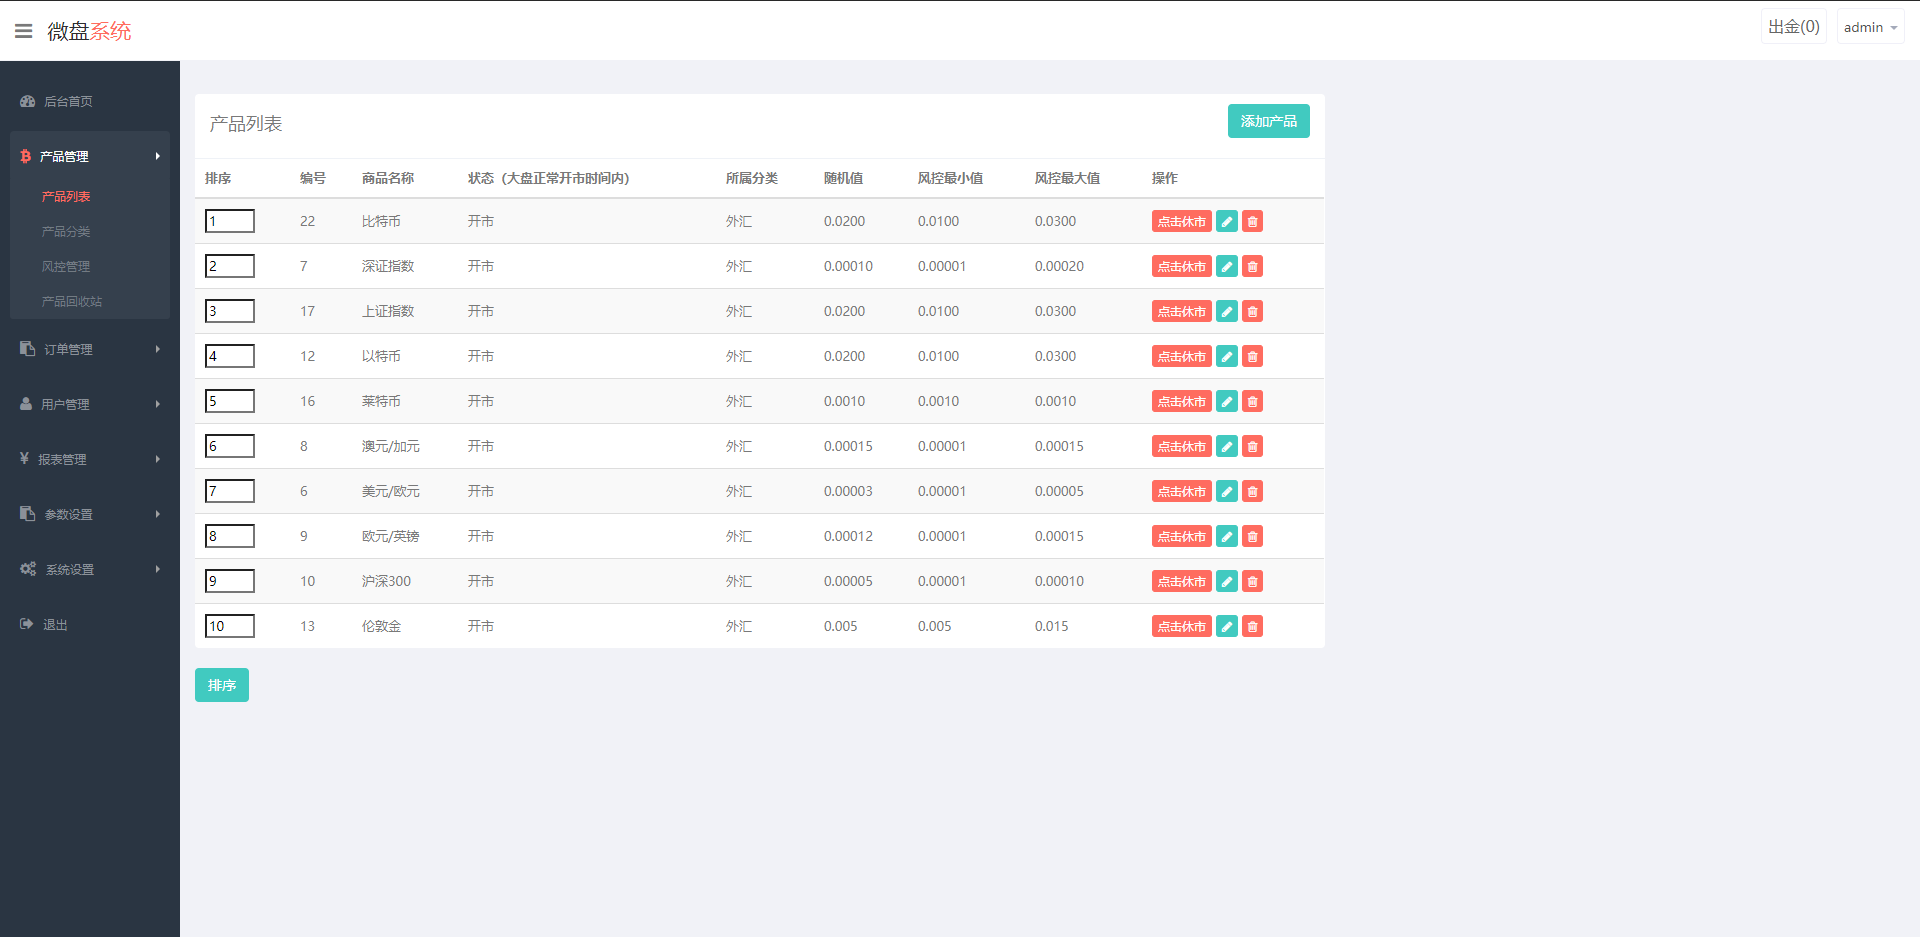 微盘系统
出金(0)
admin
后台首页
产品管理
产品列表
产品分类
风控管理
产品回收站
订单管理
用户管理
报表管理
参数设置
系统设置
退出
产品列表
添加产品
排序 编号 商品名称 状态（大盘正常开市时间内） 所属分类 随机值 风控最小值 风控最大值 操作
1 22 比特币 开市 外汇 0.0200 0.0100 0.0300 点击休市
2 7 深证指数 开市 外汇 0.00010 0.00001 0.00020 点击休市
3 17 上证指数 开市 外汇 0.0200 0.0100 0.0300 点击休市
4 12 以特币 开市 外汇 0.0200 0.0100 0.0300 点击休市
5 16 莱特币 开市 外汇 0.0010 0.0010 0.0010 点击休市
6 8 澳元/加元 开市 外汇 0.00015 0.00001 0.00015 点击休市
7 6 美元/欧元 开市 外汇 0.00003 0.00001 0.00005 点击休市
8 9 欧元/英镑 开市 外汇 0.00012 0.00001 0.00015 点击休市
9 10 沪深300 开市 外汇 0.00005 0.00001 0.00010 点击休市
10 13 伦敦金 开市 外汇 0.005 0.005 0.015 点击休市
排序